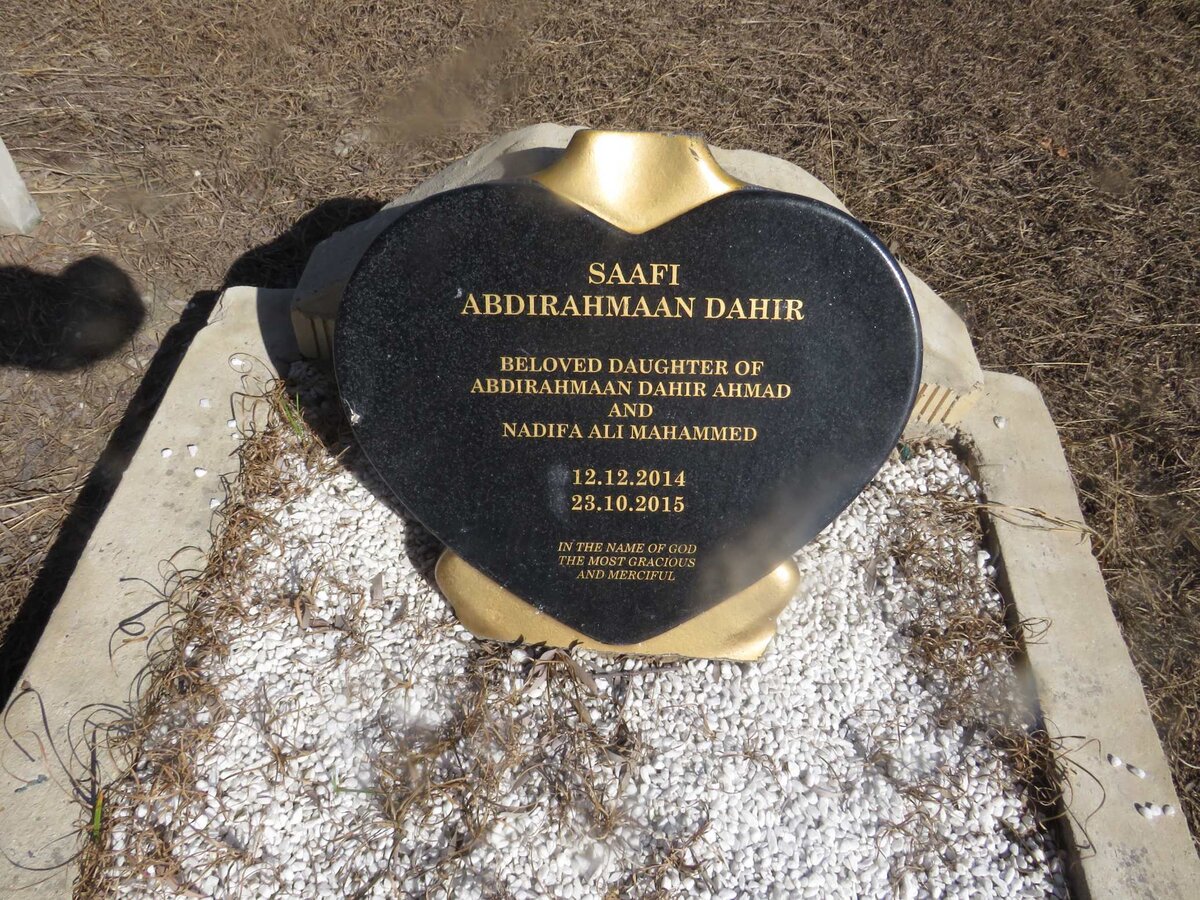 SAAFI
ABDIRAHMAAN DAHIR
BELOVED DAUGHTER OF
ABDIRAHMAAN DAHIR AHMAD
AND
NADIFA ALI MAHAMMED
12.12.2014
23.10.2015
IN THE NAME OF GOD
THE MOST GRACIOUS
AND MERCIFUL